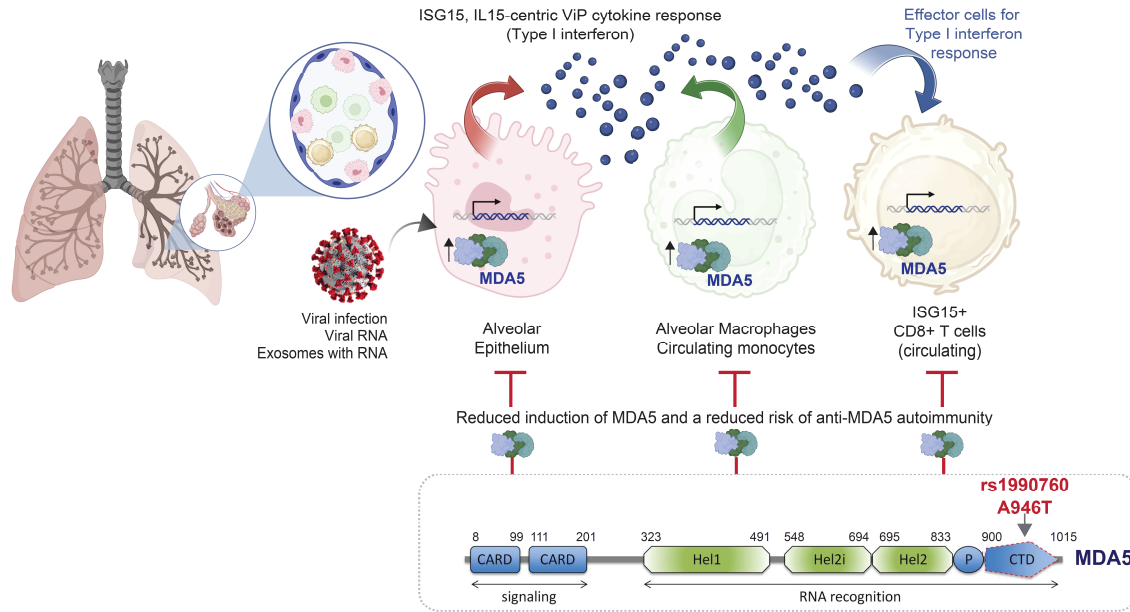 ISG15, IL15-centric ViP cytokine response
(Type I interferon)
Effector cells for
Type I interferon
response
MDA5
MDA5
MDA5
Viral infection
Viral RNA
Exosomes with RNA
Alveolar
Epithelium
Alveolar Macrophages
Circulating monocytes
ISG15+
CD8+ T cells
(circulating)
Reduced induction of MDA5 and a reduced risk of anti-MDA5 autoimmunity
rs1990760
A946T
8 99 111 201 323 491 548 694 695 833 900 1015
CARD CARD Hel1 Hel2i Hel2 P CTD MDA5
signaling RNA recognition